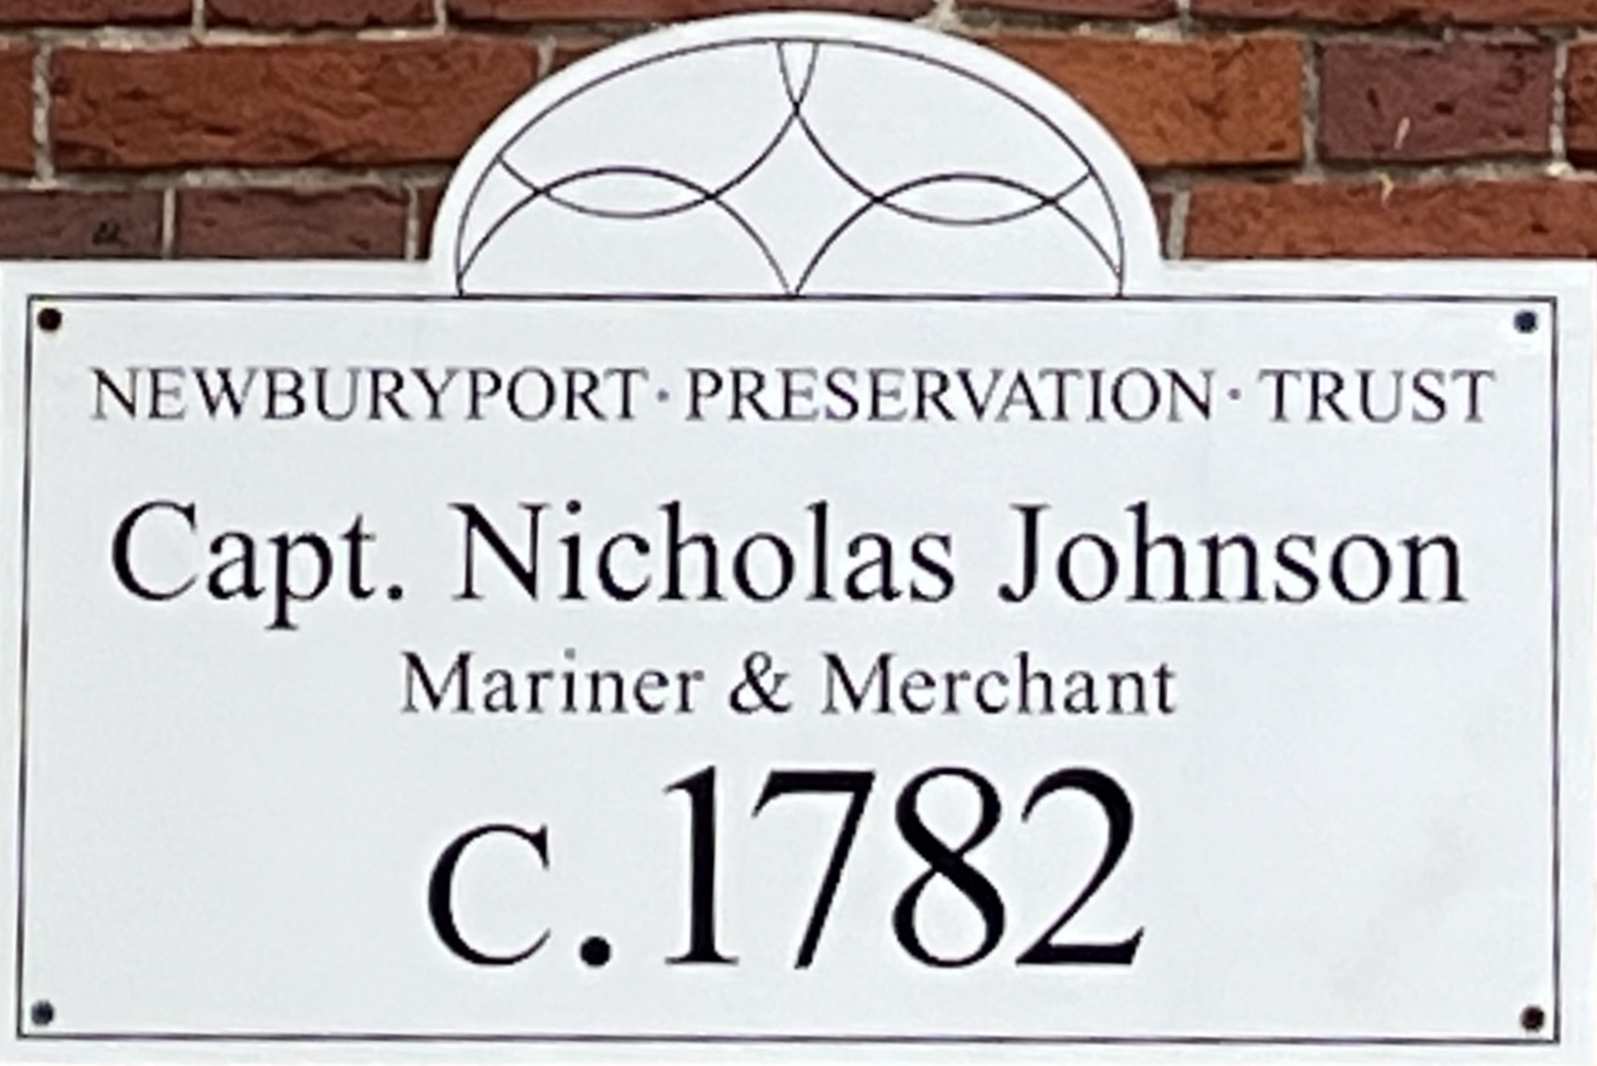 NEWBURYPORT · PRESERVATION · TRUST
Capt. Nicholas Johnson
Mariner & Merchant
c.1782